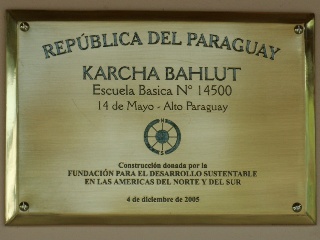 REPÚBLICA DEL PARAGUAY
KARCHA BAHLUT
Escuela Basica Nº 14500
14 de Mayo - Alto Paraguay
Construcción donada por la
FUNDACIÓN PARA EL DESARROLLO SUSTENTABLE
EN LAS AMERICAS DEL NORTE Y DEL SUR
4 de diciembre de 2005